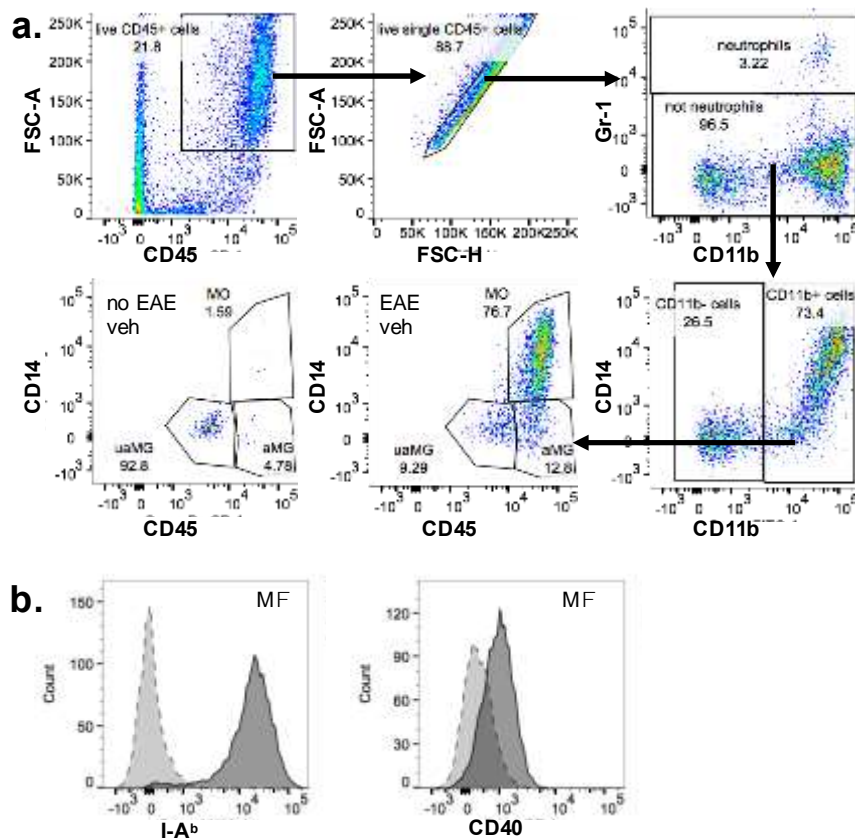 a.
live CD45+ cells
21.8
250K
200K
150K
100K
50K
0
FSC-A
-10³ 0 10³ 10⁴ 10⁵
CD45
live single CD45+ cells
88.7
250K
200K
150K
100K
50K
0
FSC-A
0 50K 100K 150K 200K 250K
FSC-H
neutrophils
3.22
not neutrophils
96.5
10⁵
10⁴
10³
0
-10³
Gr-1
-10³ 0 10³ 10⁴ 10⁵
CD11b
no EAE
veh
MO
1.59
uaMG
92.8
aMG
4.78
10⁵
10⁴
10³
0
-10³
CD14
-10³ 0 10³ 10⁴ 10⁵
CD45
EAE
veh
MO
76.7
uaMG
9.29
aMG
12.8
10⁵
10⁴
10³
0
-10³
CD14
-10³ 0 10³ 10⁴ 10⁵
CD45
CD11b- cells
26.5
CD11b+ cells
73.4
10⁵
10⁴
10³
0
-10³
CD14
-10³ 0 10³ 10⁴ 10⁵
CD11b
b.
MF
150
100
50
0
Count
-10³ 0 10³ 10⁴ 10⁵
I-Aᵇ
MF
120
90
60
30
0
Count
-10³ 0 10³ 10⁴ 10⁵
CD40